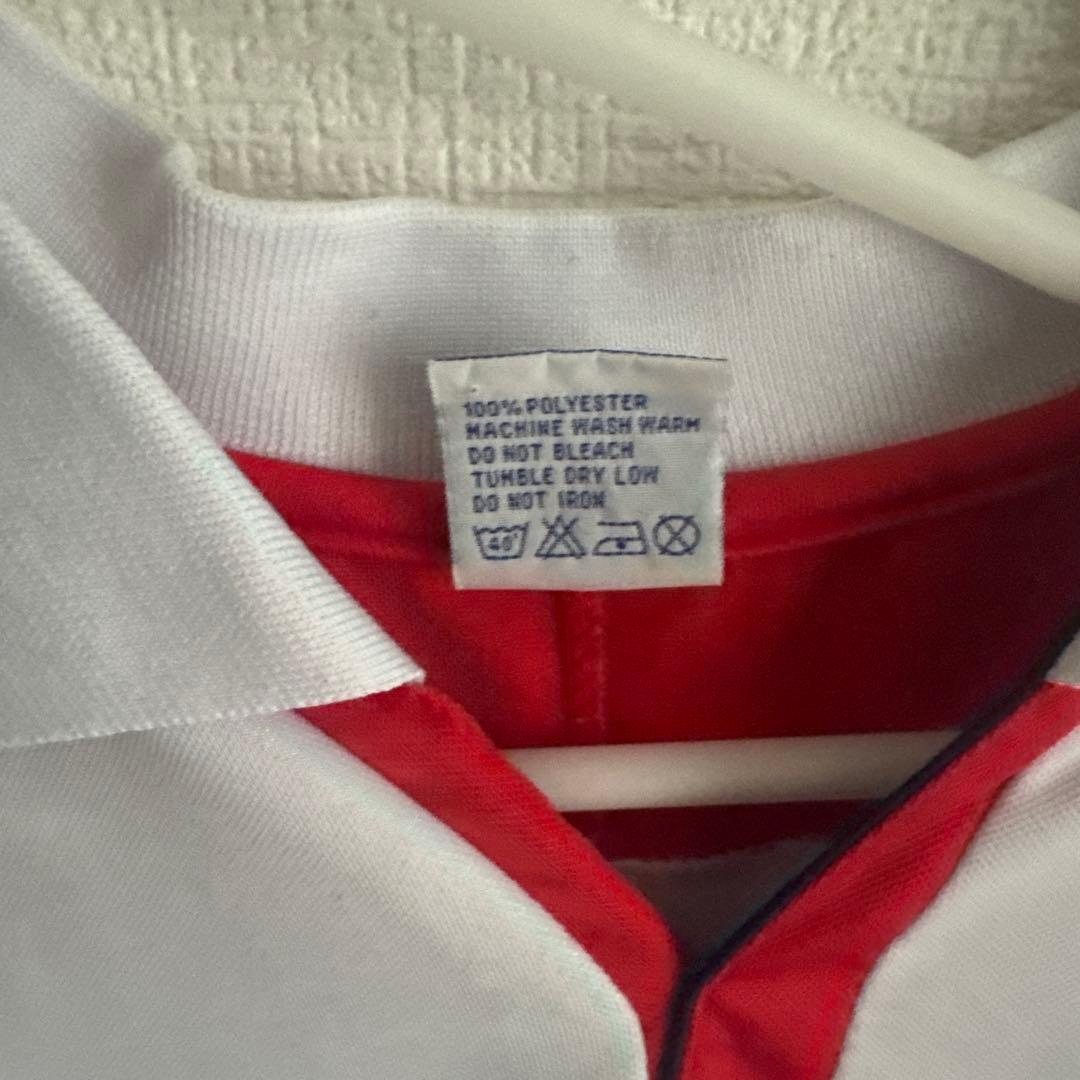 100% POLYESTER
MACHINE WASH WARM
DO NOT BLEACH
TUMBLE DRY LOW
DO NOT IRON
40°